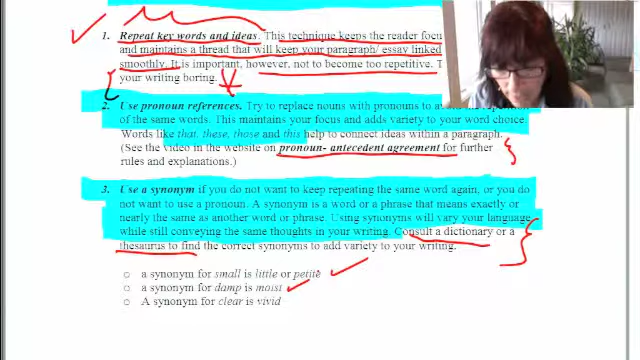 1. Repeat key words and ideas. This technique keeps the reader focu
and maintains a thread that will keep your paragraph/ essay linked
smoothly. It is important, however, not to become too repetitive. T
your writing boring.
2. Use pronoun references. Try to replace nouns with pronouns to
of the same words. This maintains your focus and adds variety to your word choice.
Words like that, these, those and this help to connect ideas within a paragraph.
(See the video in the website on pronoun- antecedent agreement for further
rules and explanations.)
3. Use a synonym if you do not want to keep repeating the same word again, or you do
not want to use a pronoun. A synonym is a word or a phrase that means exactly or
nearly the same as another word or phrase. Using synonyms will vary your language
while still conveying the same thoughts in your writing. Consult a dictionary or a
thesaurus to find the correct synonyms to add variety to your writing.
o a synonym for small is little or petite
o a synonym for damp is moist
o A synonym for clear is vivid